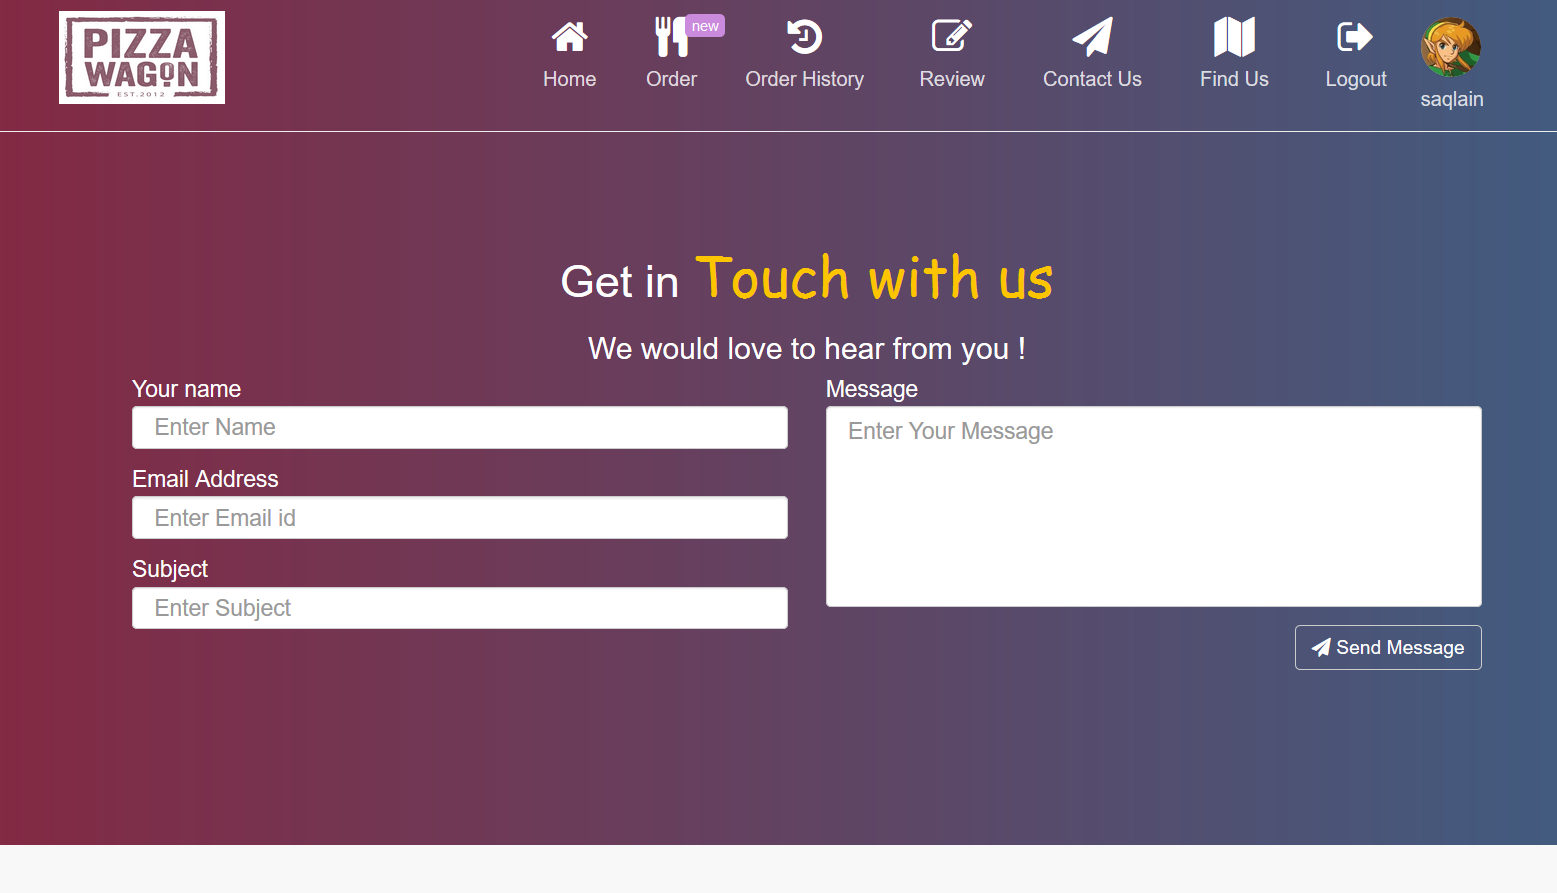 PIZZA
WAGON
EST.2012
Home
Order
new
Order History
Review
Contact Us
Find Us
Logout
saqlain
Get in Touch with us
We would love to hear from you !
Your name
Enter Name
Email Address
Enter Email id
Subject
Enter Subject
Message
Enter Your Message
Send Message